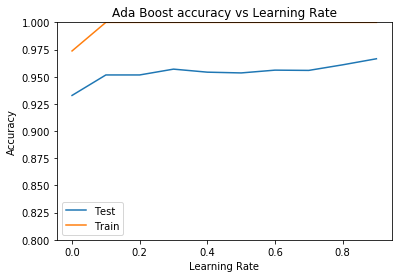 Ada Boost accuracy vs Learning Rate
1.000
0.975
0.950
0.925
0.900
0.875
0.850
0.825
0.800
Accuracy
Test
Train
0.0 0.2 0.4 0.6 0.8
Learning Rate